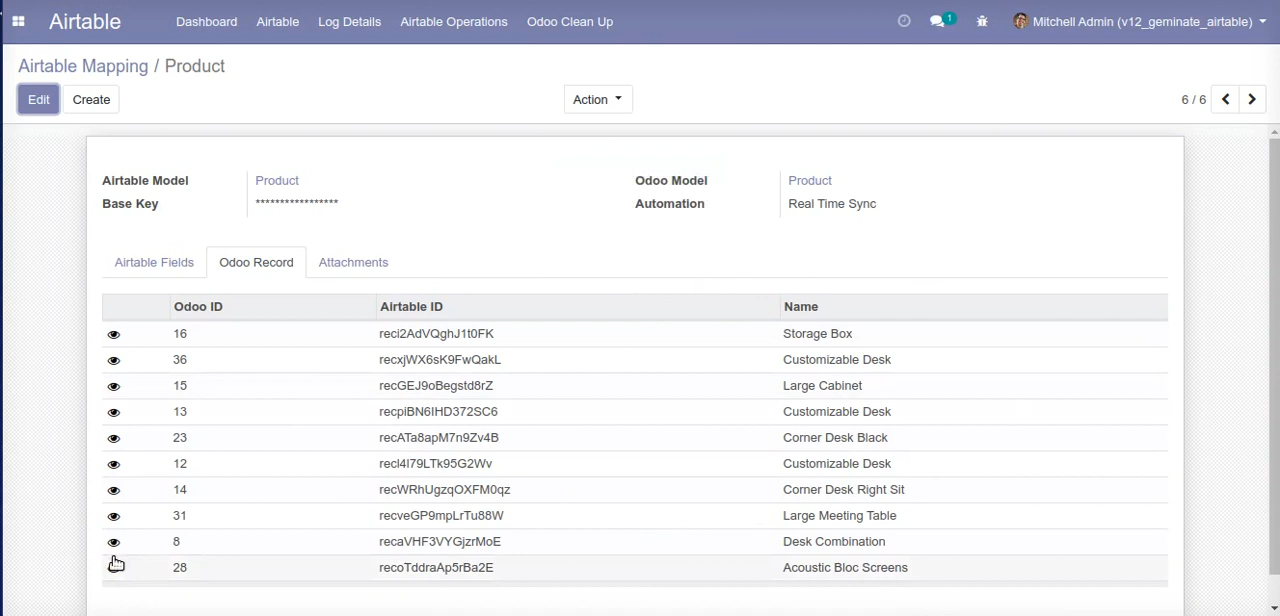 Airtable Dashboard Airtable Log Details Airtable Operations Odoo Clean Up 1 Mitchell Admin (v12_geminate_airtable)
Airtable Mapping / Product
Edit Create Action 6 / 6
Airtable Model Product Odoo Model Product
Base Key ***************** Automation Real Time Sync
Airtable Fields Odoo Record Attachments
Odoo ID Airtable ID Name
16 reci2AdVQghJ1t0FK Storage Box
36 recxjWX6sK9FwQakL Customizable Desk
15 recGEJ9oBegstd8rZ Large Cabinet
13 recpiBN6IHD372SC6 Customizable Desk
23 recATa8apM7n9Zv4B Corner Desk Black
12 recl4I79LTk95G2Wv Customizable Desk
14 recWRhUgzqOXFM0qz Corner Desk Right Sit
31 recveGP9mpLrTu88W Large Meeting Table
8 recaVHF3VYGjzrMoE Desk Combination
28 recoTddraAp5rBa2E Acoustic Bloc Screens